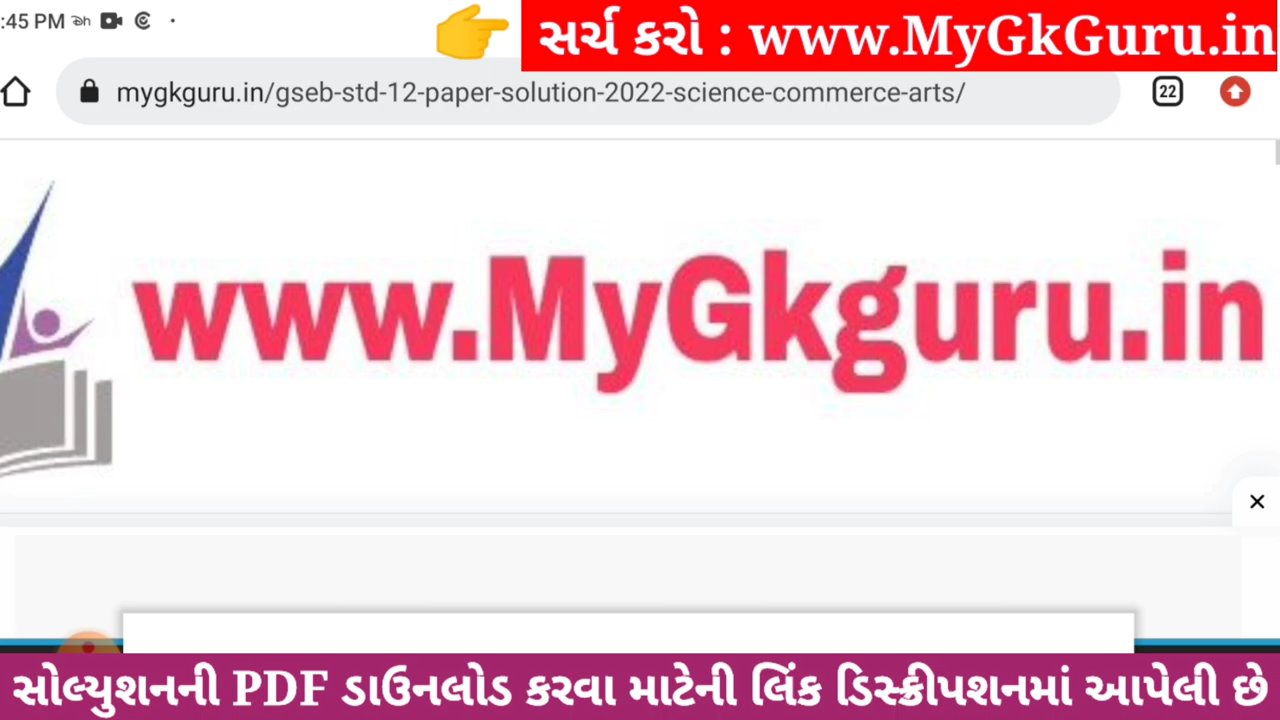 :45 PM
સર્ચ કરો : www.MyGkGuru.in
mygkguru.in/gseb-std-12-paper-solution-2022-science-commerce-arts/
22
www.MyGkguru.in
સોલ્યુશનની PDF ડાઉનલોડ કરવા માટેની લિંક ડિસ્ક્રીપશનમાં આપેલી છે